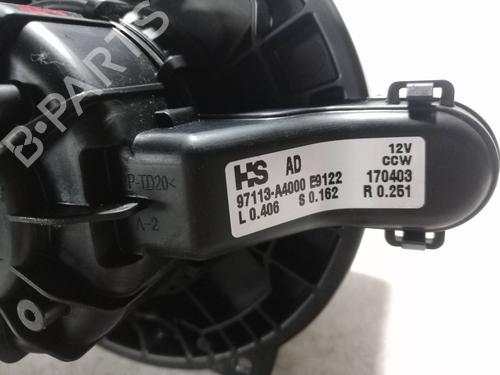 B-PARTS
HS AD 12V
CCW
97113-A4000 E9122 170403
L 0.406 S 0.162 R 0.251
P-TD20<
A-2